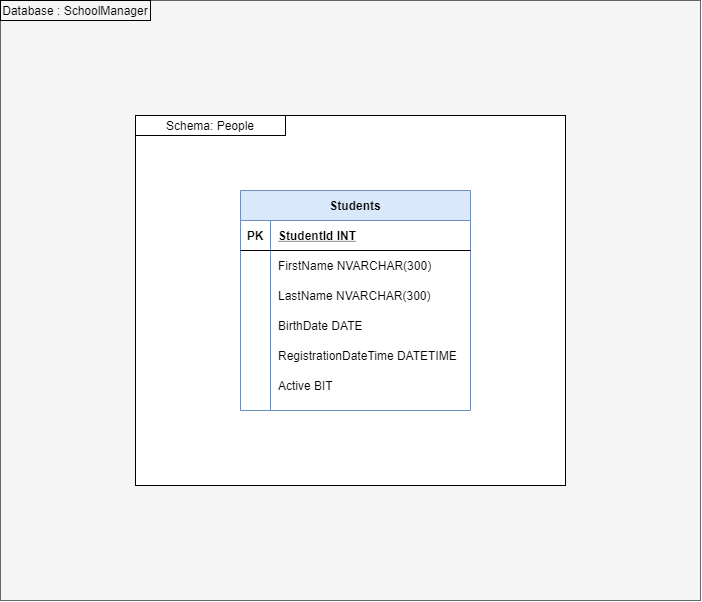 Database : SchoolManager
Schema: People
Students
PK StudentId INT
FirstName NVARCHAR(300)
LastName NVARCHAR(300)
BirthDate DATE
RegistrationDateTime DATETIME
Active BIT